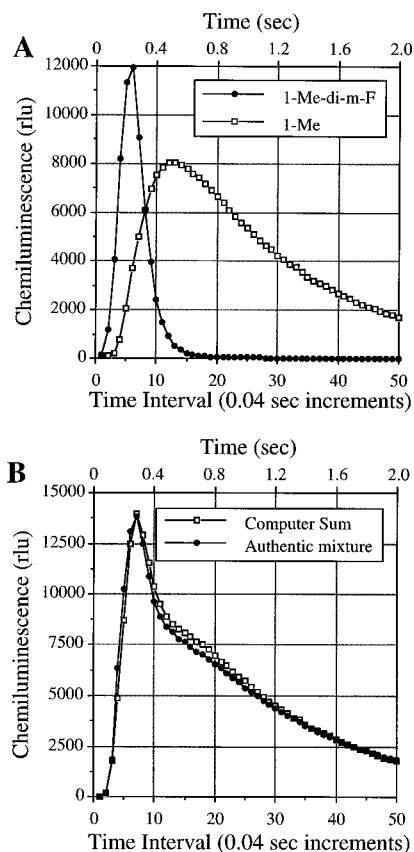 A
Time (sec)
0 0.4 0.8 1.2 1.6 2.0
Chemiluminescence (rlu)
12000
10000
8000
6000
4000
2000
0
1-Me-di-m-F
1-Me
0 10 20 30 40 50
Time Interval (0.04 sec increments)
B
Time (sec)
0 0.4 0.8 1.2 1.6 2.0
Chemiluminescence (rlu)
15000
12500
10000
7500
5000
2500
0
Computer Sum
Authentic mixture
0 10 20 30 40 50
Time Interval (0.04 sec increments)